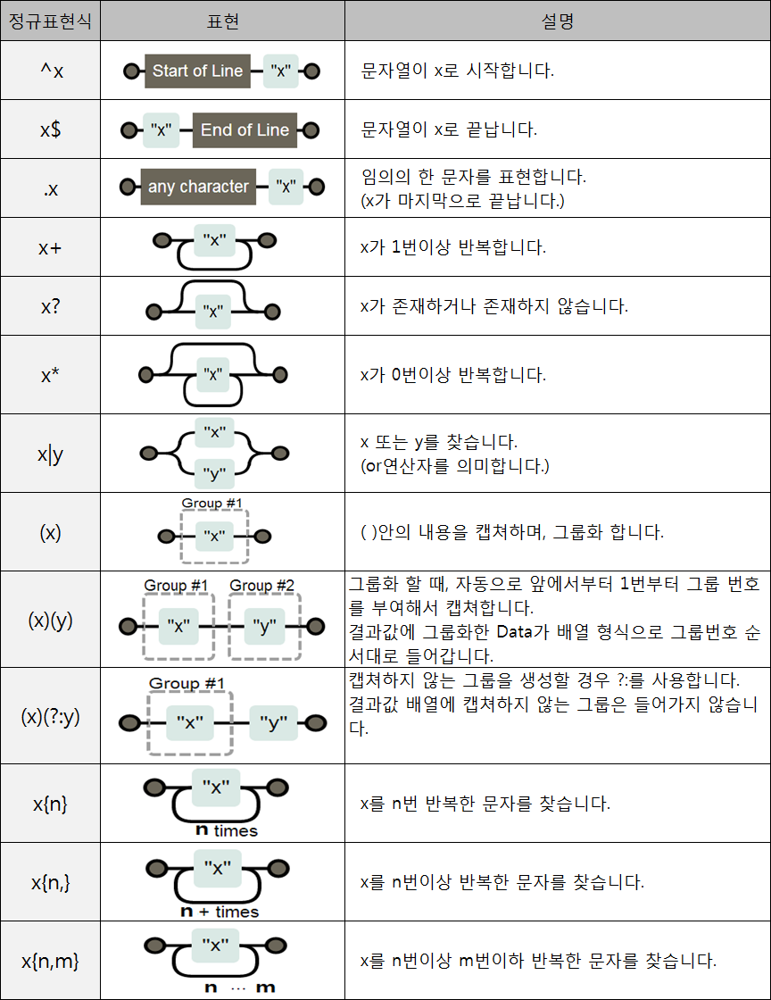 정규표현식 표현 설명
^x Start of Line "x" 문자열이 x로 시작합니다.
x$ "x" End of Line 문자열이 x로 끝납니다.
.x any character "x" 임의의 한 문자를 표현합니다.
(x가 마지막으로 끝납니다.)
x+ "x" x가 1번이상 반복합니다.
x? "x" x가 존재하거나 존재하지 않습니다.
x* "x" x가 0번이상 반복합니다.
x|y "x" "y" x 또는 y를 찾습니다.
(or연산자를 의미합니다.)
(x) Group #1 "x" ( )안의 내용을 캡쳐하며, 그룹화 합니다.
(x)(y) Group #1 Group #2 "x" "y" 그룹화 할 때, 자동으로 앞에서부터 1번부터 그룹 번호
를 부여해서 캡쳐합니다.
결과값에 그룹화한 Data가 배열 형식으로 그룹번호 순
서대로 들어갑니다.
(x)(?:y) Group #1 "x" "y" 캡쳐하지 않는 그룹을 생성할 경우 ?:를 사용합니다.
결과값 배열에 캡쳐하지 않는 그룹은 들어가지 않습니
다.
x{n} "x" n times x를 n번 반복한 문자를 찾습니다.
x{n,} "x" n + times x를 n번이상 반복한 문자를 찾습니다.
x{n,m} "x" n ··· m x를 n번이상 m번이하 반복한 문자를 찾습니다.